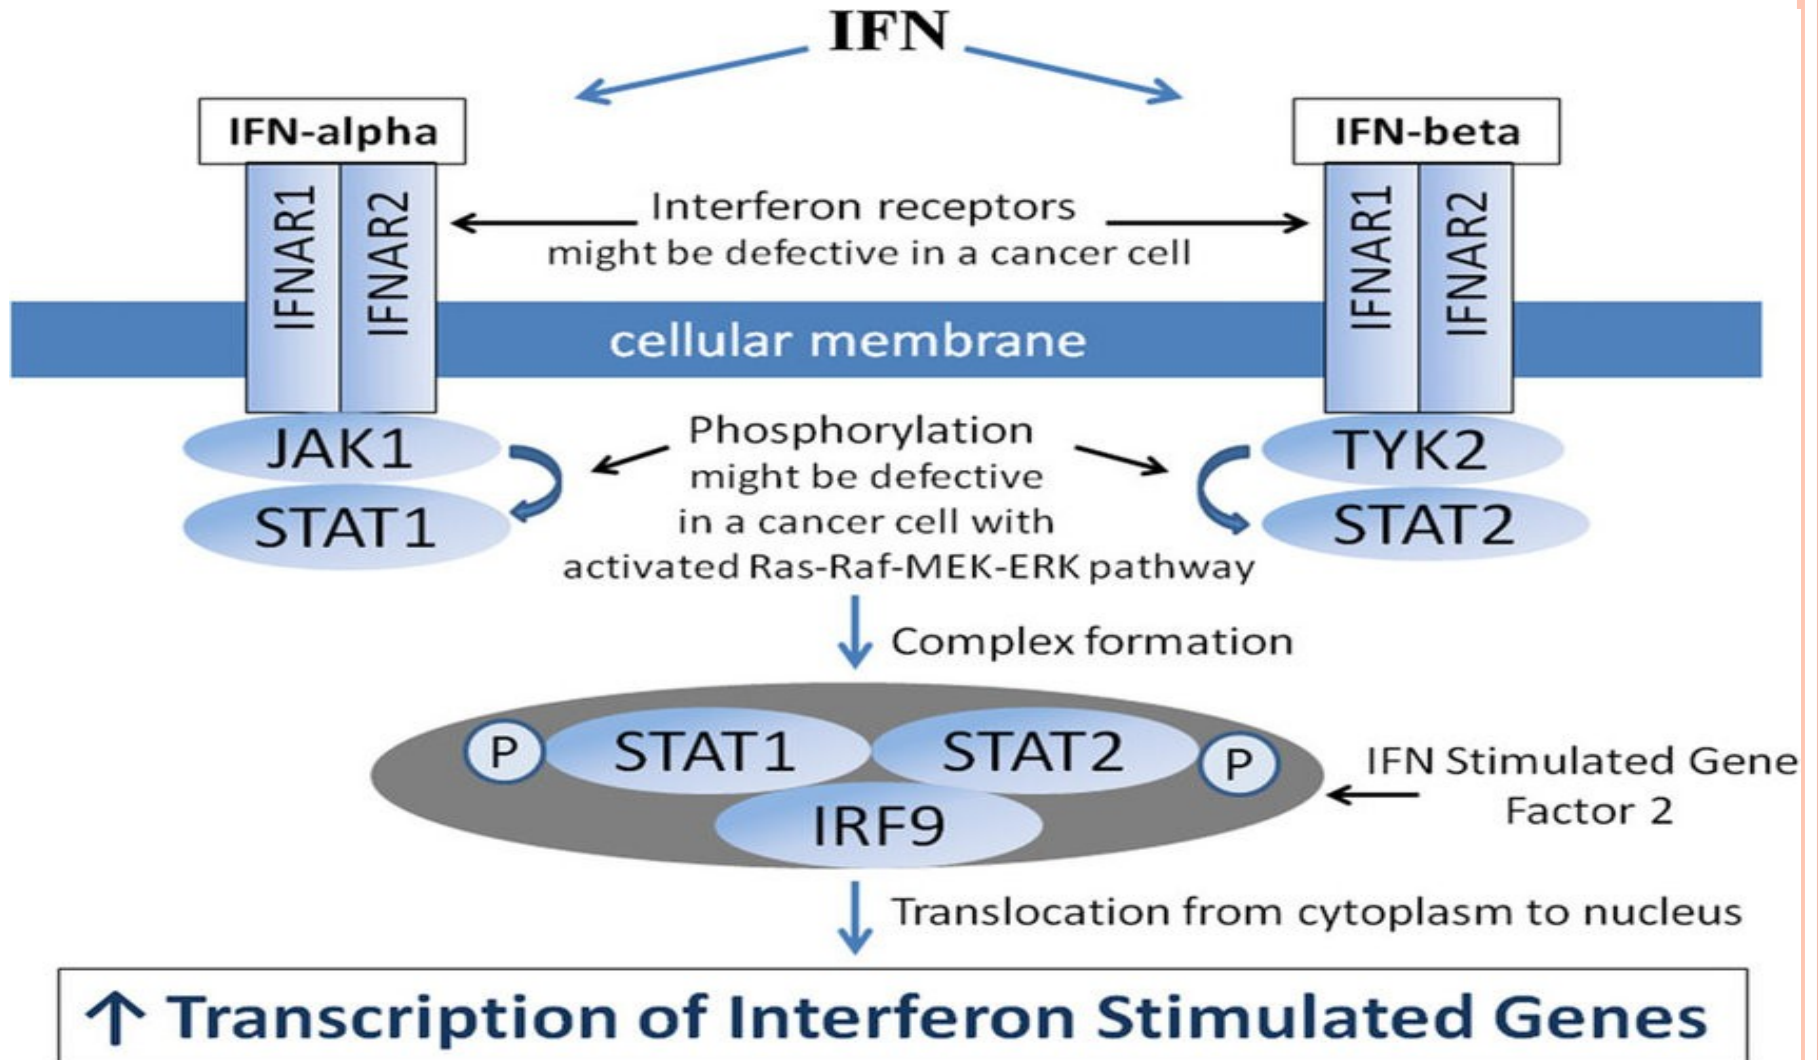 IFN
IFN-alpha
IFN-beta
IFNAR1
IFNAR2
Interferon receptors
might be defective in a cancer cell
IFNAR1
IFNAR2
cellular membrane
JAK1
STAT1
Phosphorylation
might be defective
in a cancer cell with
activated Ras-Raf-MEK-ERK pathway
TYK2
STAT2
Complex formation
P
STAT1
STAT2
P
IRF9
IFN Stimulated Gene
Factor 2
Translocation from cytoplasm to nucleus
↑ Transcription of Interferon Stimulated Genes